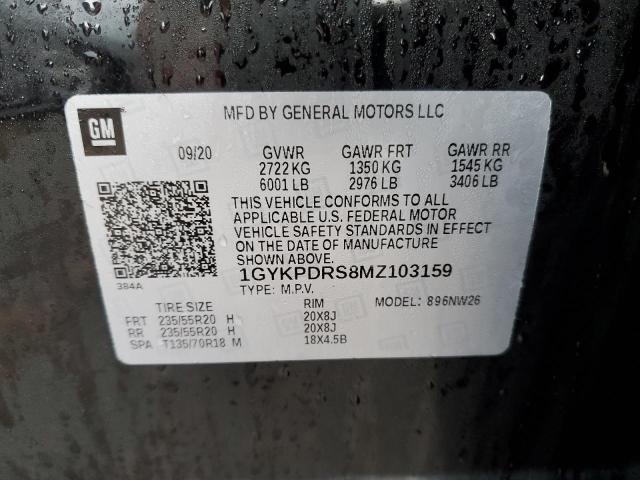 GM
MFD BY GENERAL MOTORS LLC
09/20 GVWR GAWR FRT GAWR RR
2722 KG 1350 KG 1545 KG
6001 LB 2976 LB 3406 LB
THIS VEHICLE CONFORMS TO ALL
APPLICABLE U.S. FEDERAL MOTOR
VEHICLE SAFETY STANDARDS IN EFFECT
ON THE DATE OF MANUFACTURE
SHOWN ABOVE.
1GYKPDRS8MZ103159
384A
TYPE: M.P.V. MODEL: 896NW26
TIRE SIZE RIM
FRT 235/55R20 H 20X8J
RR 235/55R20 H 20X8J
SPA T135/70R18 M 18X4.5B